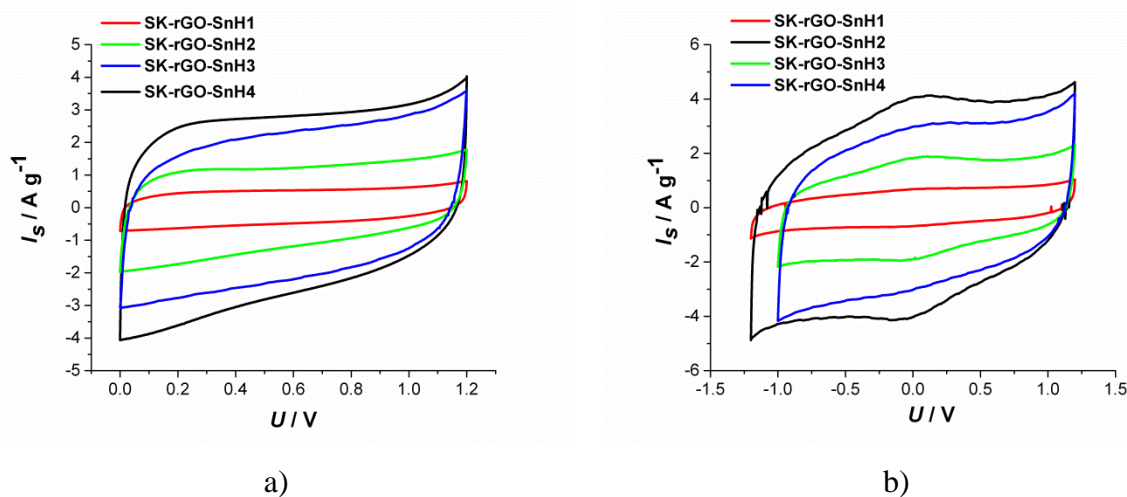 SK-rGO-SnH1
SK-rGO-SnH2
SK-rGO-SnH3
SK-rGO-SnH4
5
4
3
2
1
0
-1
-2
-3
-4
-5
I_S / A g^-1
0.0 0.2 0.4 0.6 0.8 1.0 1.2
U / V
a)
SK-rGO-SnH1
SK-rGO-SnH2
SK-rGO-SnH3
SK-rGO-SnH4
6
4
2
0
-2
-4
-6
I_S / A g^-1
-1.5 -1.0 -0.5 0.0 0.5 1.0 1.5
U / V
b)